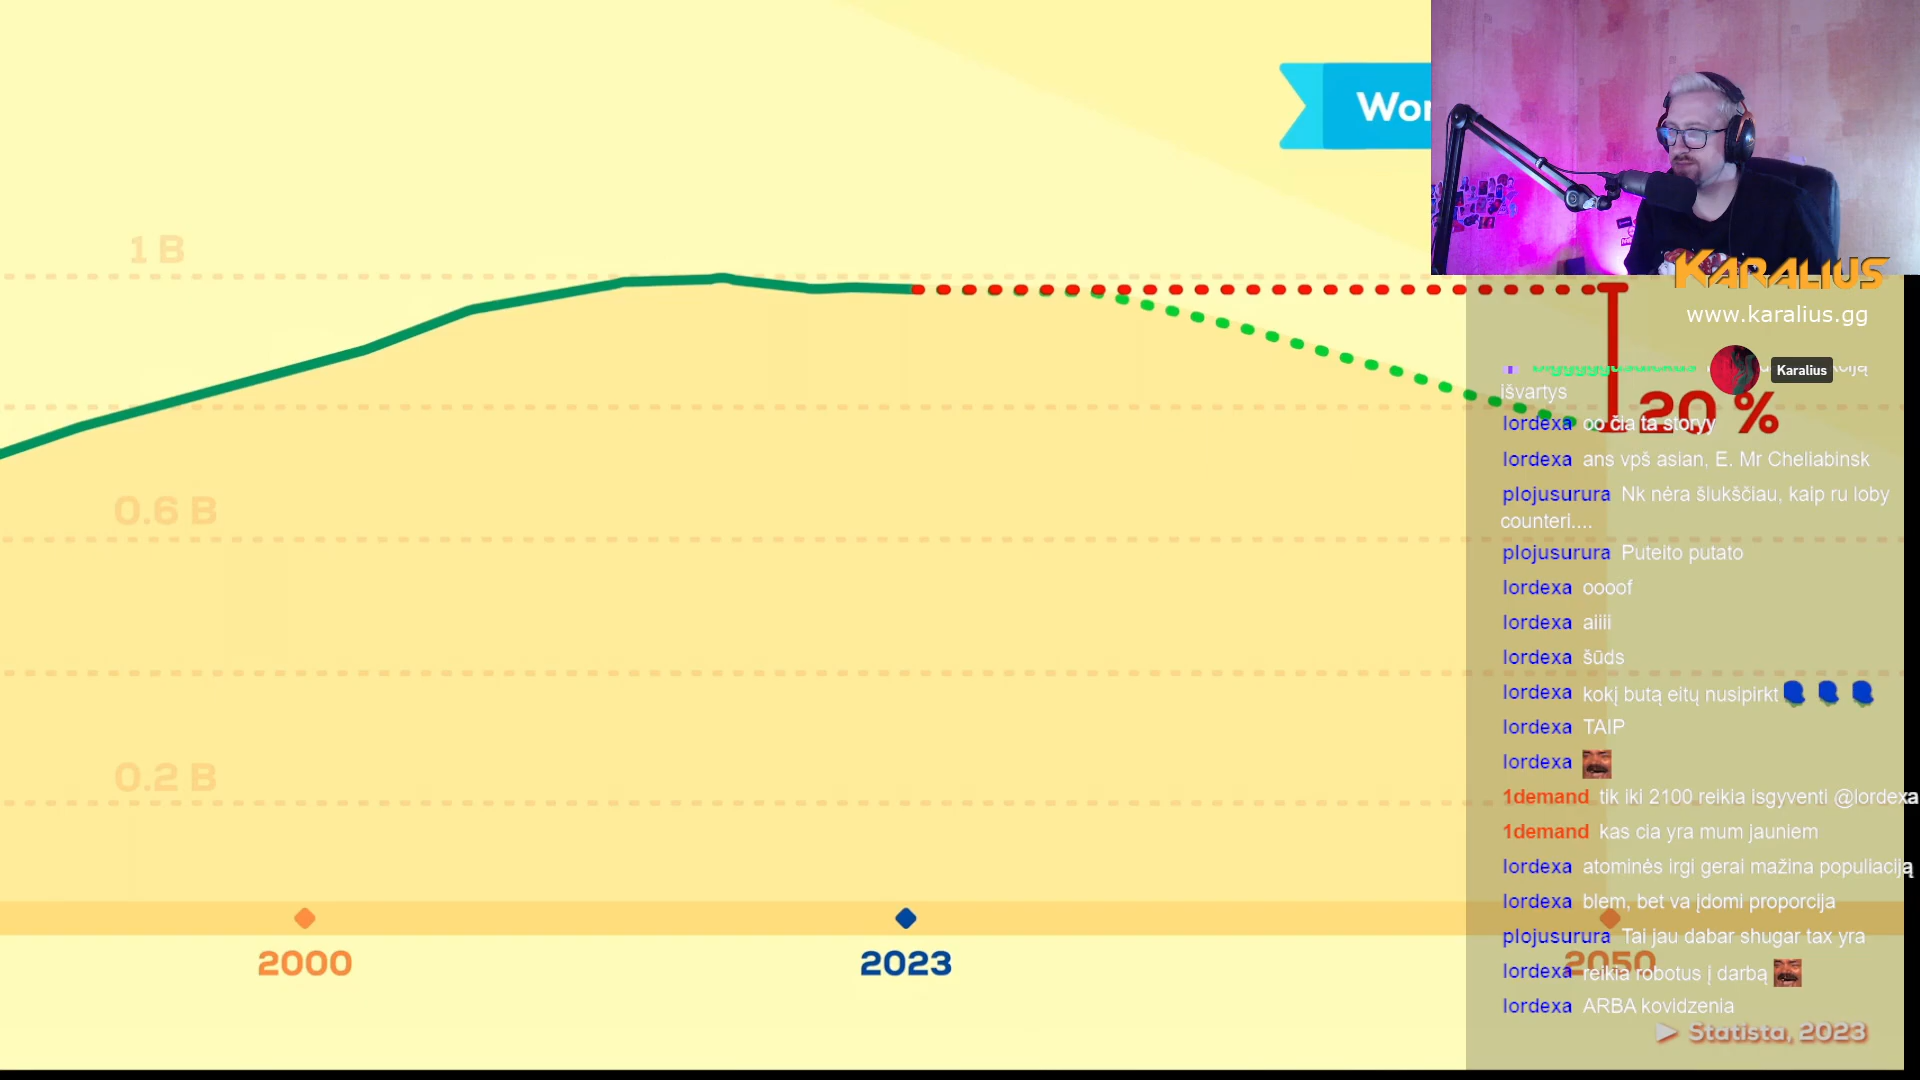 Wor
1 B
KARALIUS
www.karalius.gg
Karalius
išvartys
20 %
lordexa oo čia ta storyy
lordexa ans vpš asian, E. Mr Cheliabinsk
plojusurura Nk nėra šlukščiau, kaip ru loby
counteri....
0.6 B
plojusurura Puteito putato
lordexa oooof
lordexa aiiii
lordexa šūds
lordexa kokį butą eitų nusipirkt
lordexa TAIP
lordexa
0.2 B
1demand tik iki 2100 reikia isgyventi @lordexa
1demand kas cia yra mum jauniem
lordexa atominės irgi gerai mažina populiaciją
lordexa blem, bet va įdomi proporcija
plojusurura Tai jau dabar shugar tax yra
2000
2023
2050
lordexa reikia robotus į darbą
lordexa ARBA kovidzenia
Statista, 2023